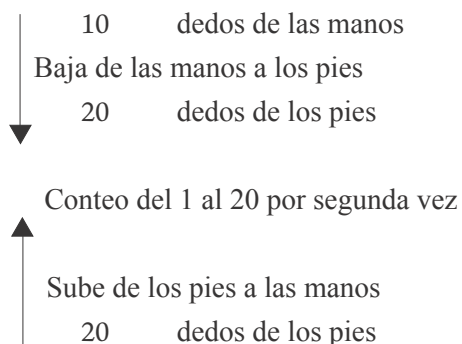 10 dedos de las manos
Baja de las manos a los pies
20 dedos de los pies
Conteo del 1 al 20 por segunda vez
Sube de los pies a las manos
20 dedos de los pies